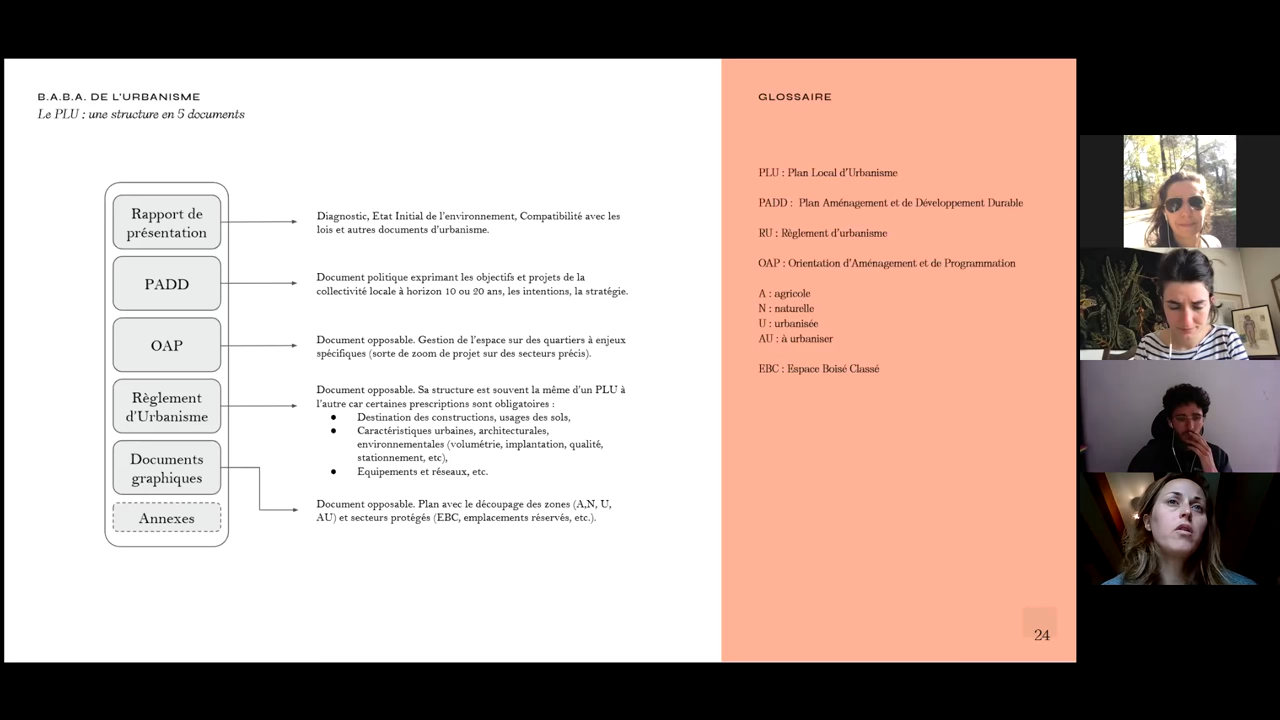 B.A.B.A. DE L'URBANISME
Le PLU : une structure en 5 documents
Rapport de
présentation
Diagnostic, Etat Initial de l'environnement, Compatibilité avec les
lois et autres documents d'urbanisme.
PADD
Document politique exprimant les objectifs et projets de la
collectivité locale à horizon 10 ou 20 ans, les intentions, la stratégie.
OAP
Document opposable. Gestion de l'espace sur des quartiers à enjeux
spécifiques (sorte de zoom de projet sur des secteurs précis).
Règlement
d'Urbanisme
Document opposable. Sa structure est souvent la même d'un PLU à
l'autre car certaines prescriptions sont obligatoires :
● Destination des constructions, usages des sols,
● Caractéristiques urbaines, architecturales,
environnementales (volumétrie, implantation, qualité,
stationnement, etc),
● Equipements et réseaux, etc.
Documents
graphiques
Document opposable. Plan avec le découpage des zones (A,N, U,
AU) et secteurs protégés (EBC, emplacements réservés, etc.).
Annexes
GLOSSAIRE
PLU : Plan Local d'Urbanisme
PADD : Plan Aménagement et de Développement Durable
RU : Règlement d'urbanisme
OAP : Orientation d'Aménagement et de Programmation
A : agricole
N : naturelle
U : urbanisée
AU : à urbaniser
EBC : Espace Boisé Classé
24